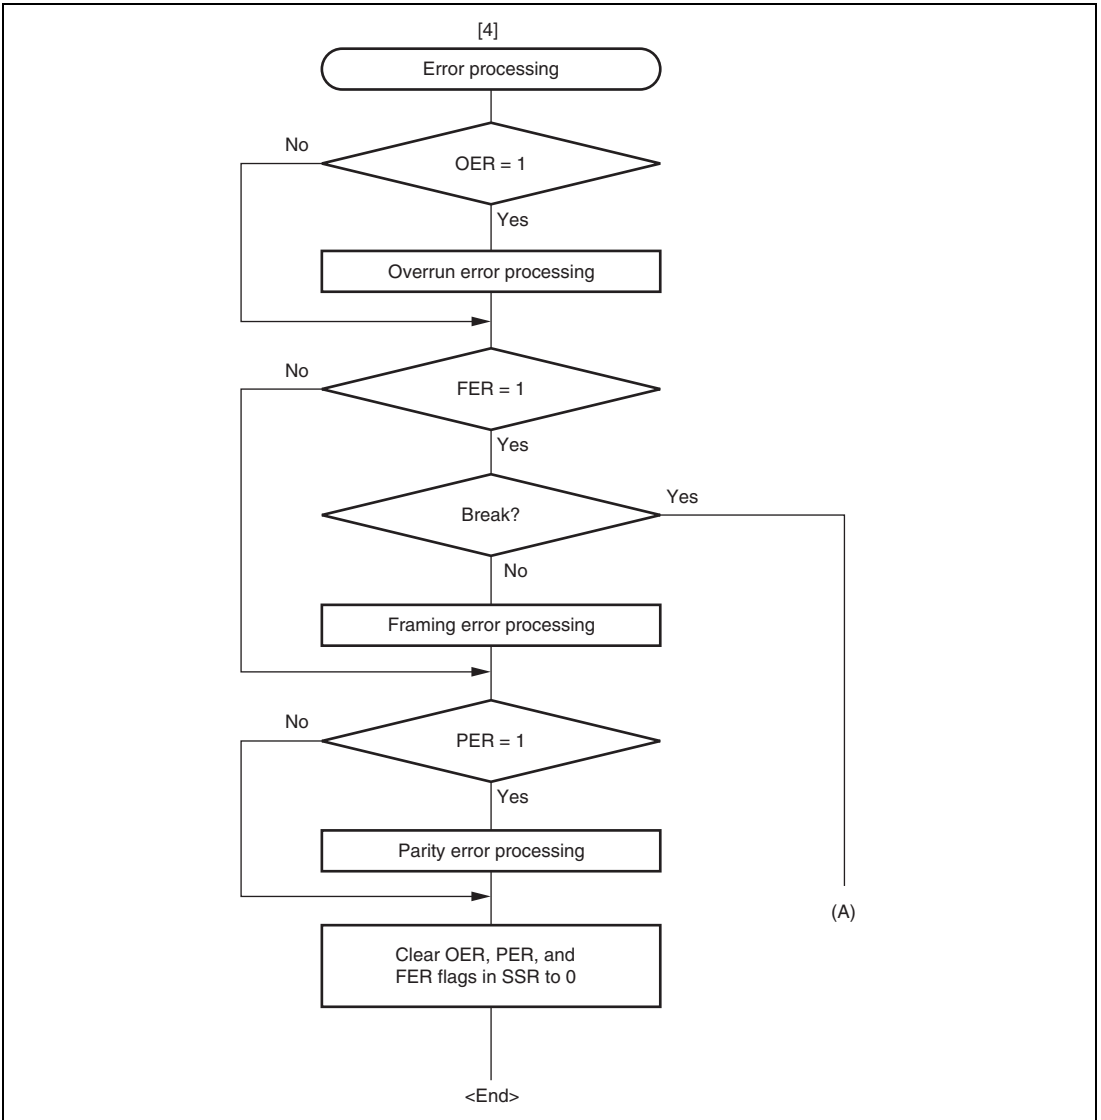 [4]
Error processing
No
OER = 1
Yes
Overrun error processing
No
FER = 1
Yes
Yes
Break?
No
Framing error processing
No
PER = 1
Yes
Parity error processing
(A)
Clear OER, PER, and
FER flags in SSR to 0
<End>